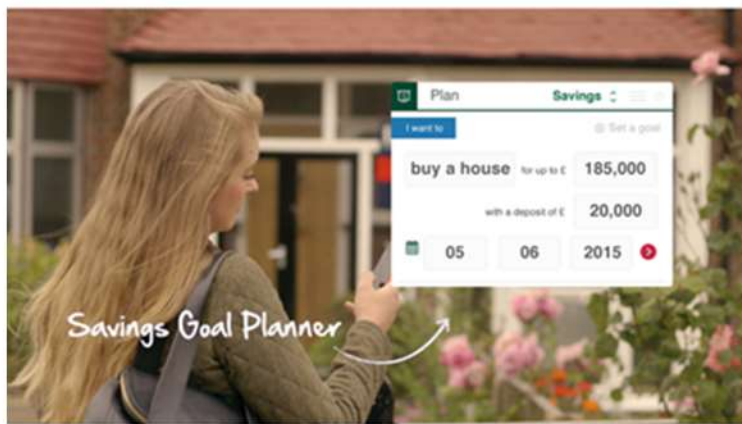 Plan Savings
I want to Set a goal
buy a house for up to £ 185,000
with a deposit of £ 20,000
05 06 2015
Savings Goal Planner